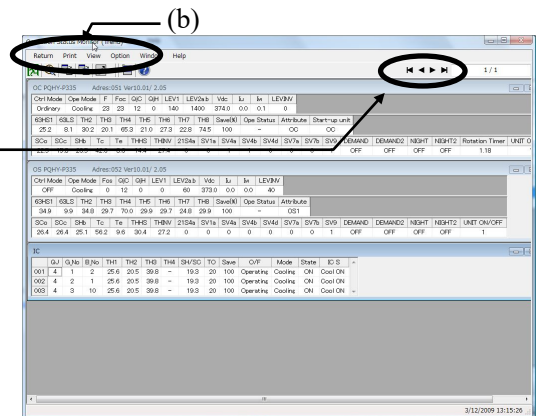 (b)
Status Monitor (Trend)
Return Print View Option Window Help
1 / 1
OC PQHY-P335 Adres:051 Ver10.01/ 2.05
Ctrl Mode Ope Mode F Foc QjC QjH LEV1 LEV2a.b Vdc Iu Iw LEVINV
Ordinary Cooling 23 23 12 0 140 1400 374.0 0.0 0.1 0
63HS1 63LS TH2 TH3 TH4 TH5 TH6 TH7 TH8 Save(%) Ope Status Attribute Start-up unit
25.2 8.1 30.2 20.1 65.3 21.0 27.3 22.8 74.5 100 - OC OC
SCo SCc SHb Tc Te THHS THINV 21S4a SV1a SV4a SV4b SV4d SV7a SV7b SV9 DEMAND DEMAND2 NIGHT NIGHT2 Rotation Timer UNIT O
OFF OFF OFF OFF 1.18
OS PQHY-P335 Adres:052 Ver10.01/ 2.05
Ctrl Mode Ope Mode F Foc QjC QjH LEV1 LEV2a.b Vdc Iu Iw LEVINV
OFF Cooling 0 12 0 0 60 373.0 0.0 0.0 40
63HS1 63LS TH2 TH3 TH4 TH5 TH6 TH7 TH8 Save(%) Ope Status Attribute
34.9 9.9 34.8 29.7 70.0 29.9 29.7 24.8 29.9 100 - OS1
SCo SCc SHb Tc Te THHS THINV 21S4a SV1a SV4a SV4b SV4d SV7a SV7b SV9 DEMAND DEMAND2 NIGHT NIGHT2 UNIT ON/OFF
26.4 26.4 25.1 56.2 9.6 30.4 27.2 0 0 0 0 0 0 0 1 OFF OFF OFF OFF 1
IC
QJ G_No B_No TH1 TH2 TH3 TH4 SH/SC TO Save O/F Mode State IC S
001 4 1 2 25.6 20.5 39.8 - 19.3 20 100 Operating Cooling ON Cool ON
002 4 2 1 25.6 20.5 39.8 - 19.3 20 100 Operating Cooling ON Cool ON
003 4 3 10 25.6 20.5 39.8 - 19.3 20 100 Operating Cooling ON Cool ON
3/12/2009 13:15:26